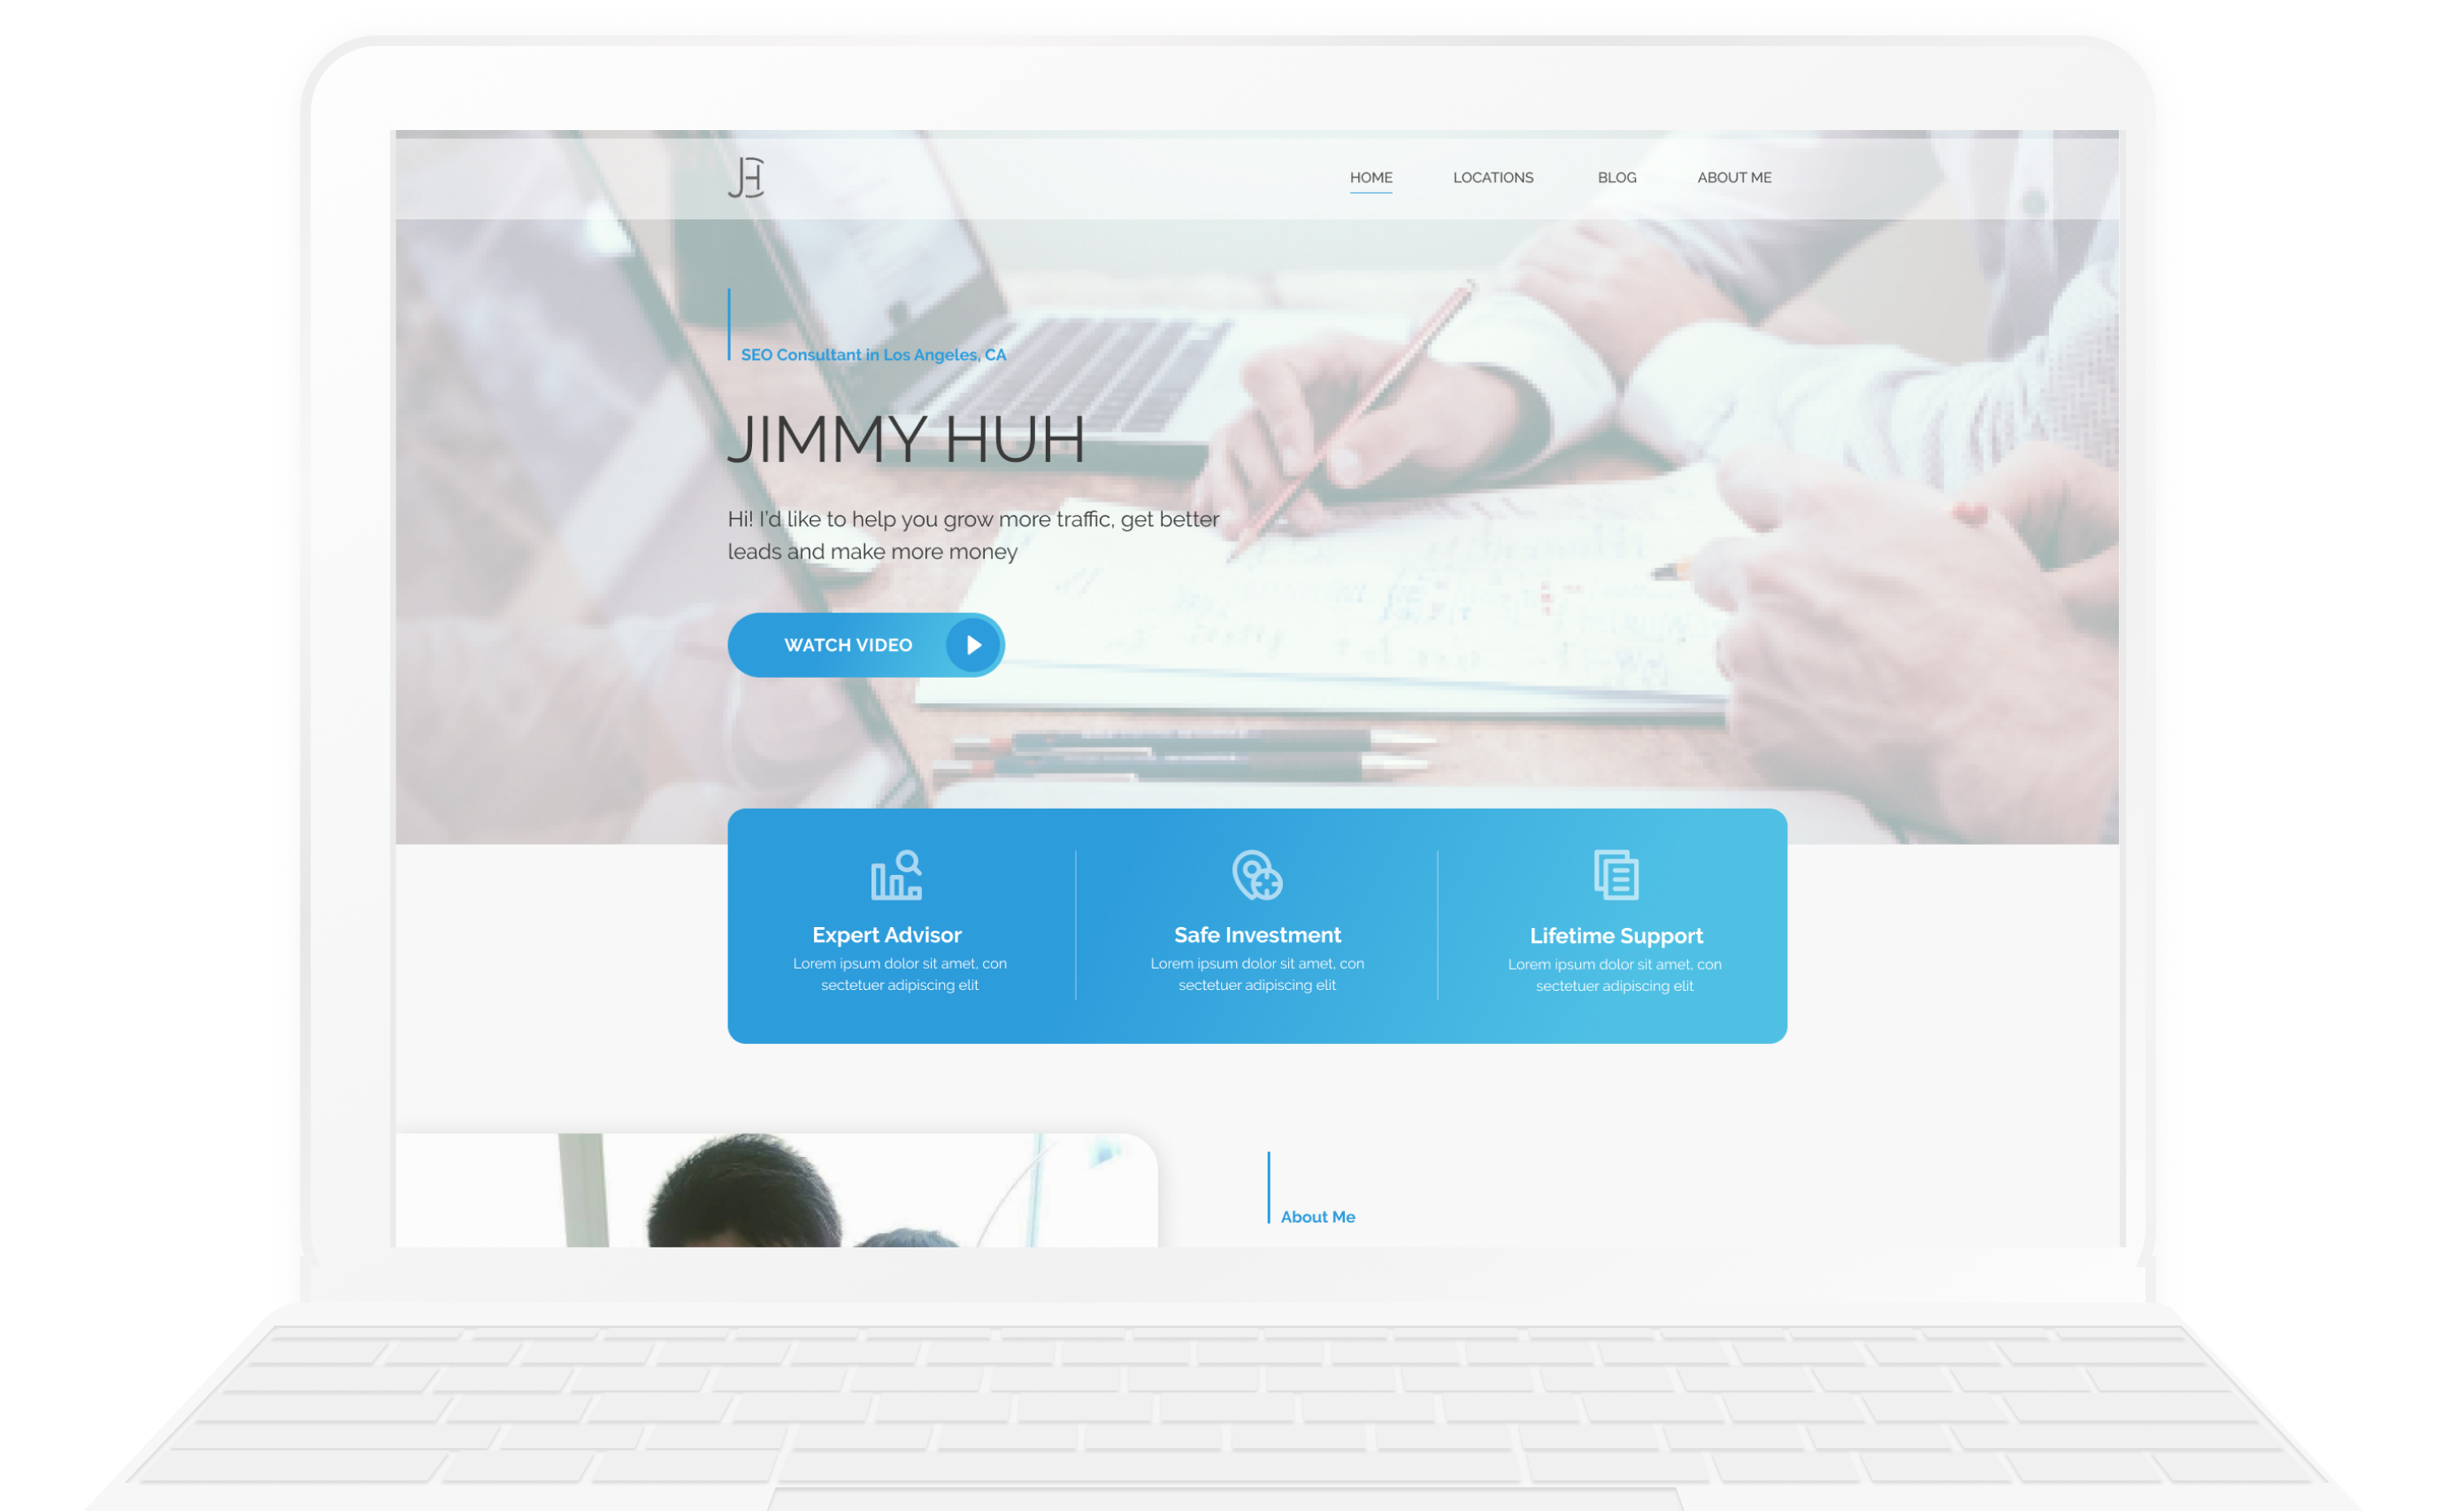 JH
HOME LOCATIONS BLOG ABOUT ME
SEO Consultant in Los Angeles, CA
JIMMY HUH
Hi! I'd like to help you grow more traffic, get better
leads and make more money
WATCH VIDEO
Expert Advisor
Lorem ipsum dolor sit amet, con
sectetuer adipiscing elit
Safe Investment
Lorem ipsum dolor sit amet, con
sectetuer adipiscing elit
Lifetime Support
Lorem ipsum dolor sit amet, con
sectetuer adipiscing elit
About Me